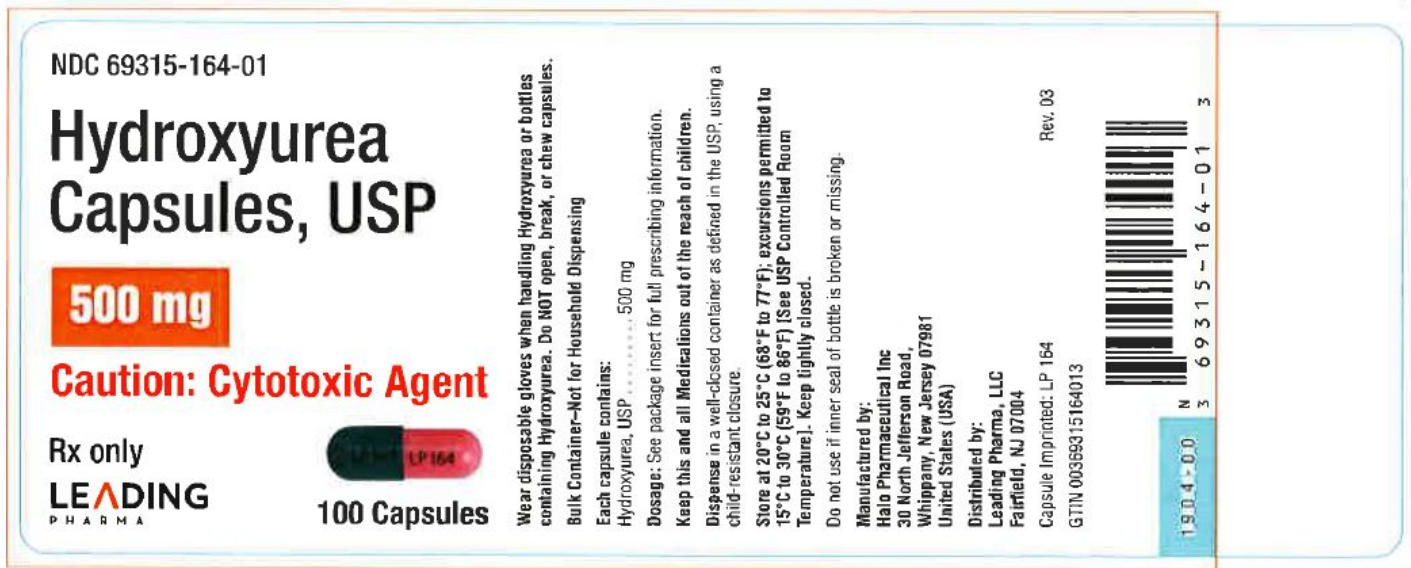 NDC 69315-164-01
Hydroxyurea
Capsules, USP
500 mg
Caution: Cytotoxic Agent
Rx only
LEADING
PHARMA
LP 164
100 Capsules
Wear disposable gloves when handling Hydroxyurea or bottles
containing Hydroxyurea. Do NOT open, break, or chew capsules.
Bulk Container–Not for Household Dispensing
Each capsule contains:
Hydroxyurea, USP..........500 mg
Dosage: See package insert for full prescribing information.
Keep this and all Medications out of the reach of children.
Dispense in a well-closed container as defined in the USP, using a
child-resistant closure.
Store at 20°C to 25°C (68°F to 77°F); excursions permitted to
15°C to 30°C (59°F to 86°F) [See USP Controlled Room
Temperature]. Keep tightly closed.
Do not use if inner seal of bottle is broken or missing.
Manufactured by:
Halo Pharmaceutical Inc
30 North Jefferson Road,
Whippany, New Jersey 07981
United States (USA)
Distributed by:
Leading Pharma, LLC
Fairfield, NJ 07004
Capsule Imprinted: LP 164 Rev. 03
GTIN 00369315164013
N
3 69315-164-01 3
1904-00